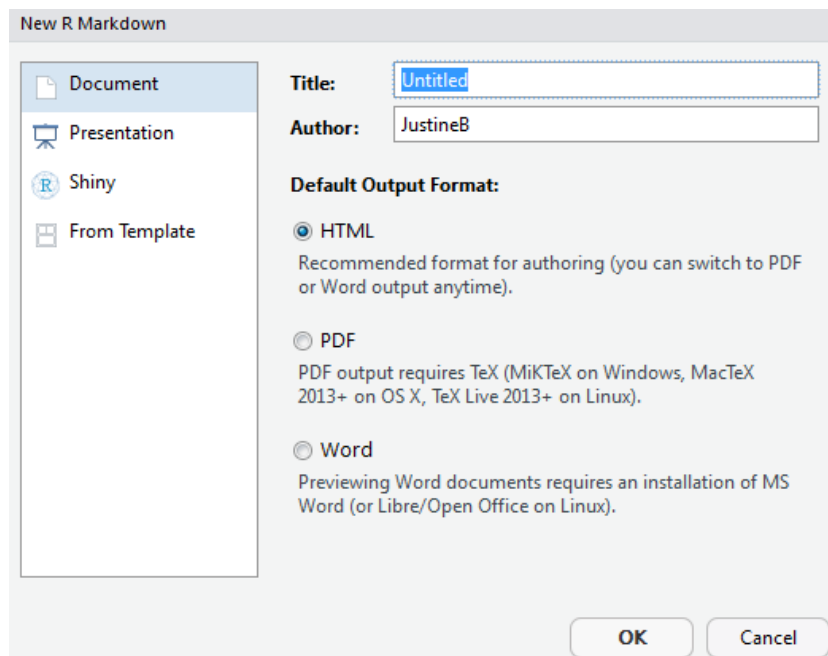 New R Markdown
Document
Presentation
Shiny
From Template
Title:
Untitled
Author:
JustineB
Default Output Format:
HTML
Recommended format for authoring (you can switch to PDF
or Word output anytime).
PDF
PDF output requires TeX (MiKTeX on Windows, MacTeX
2013+ on OS X, TeX Live 2013+ on Linux).
Word
Previewing Word documents requires an installation of MS
Word (or Libre/Open Office on Linux).
OK
Cancel